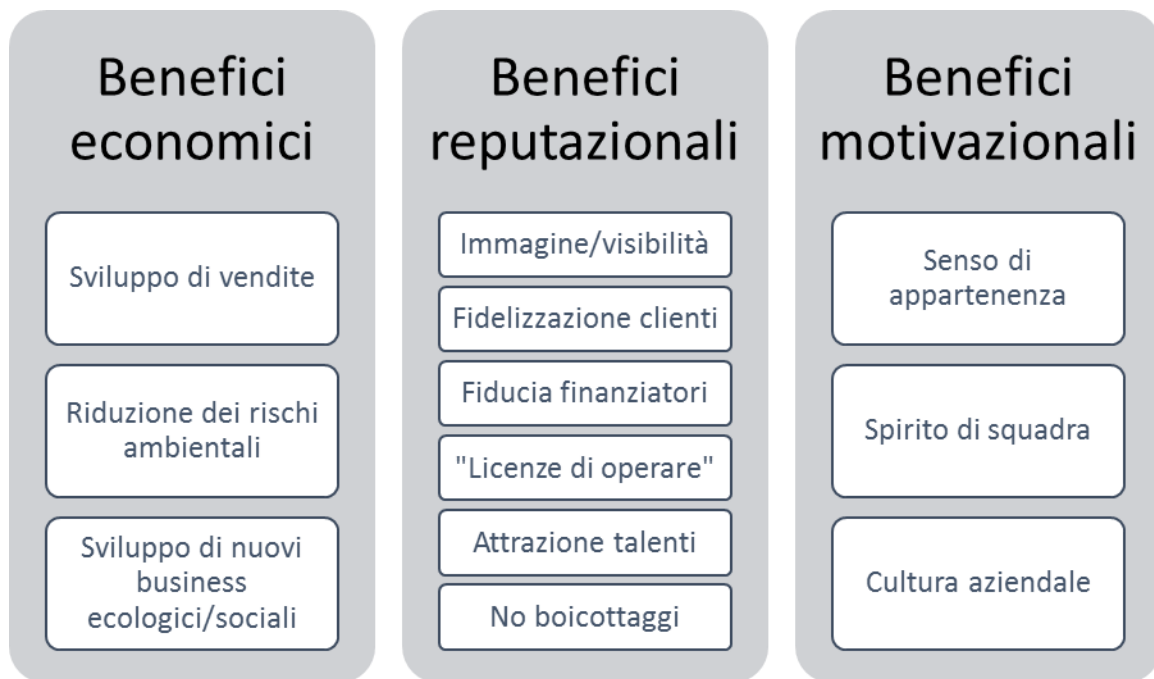 Benefici
economici
Sviluppo di vendite
Riduzione dei rischi
ambientali
Sviluppo di nuovi
business
ecologici/sociali
Benefici
reputazionali
Immagine/visibilità
Fidelizzazione clienti
Fiducia finanziatori
"Licenze di operare"
Attrazione talenti
No boicottaggi
Benefici
motivazionali
Senso di
appartenenza
Spirito di squadra
Cultura aziendale